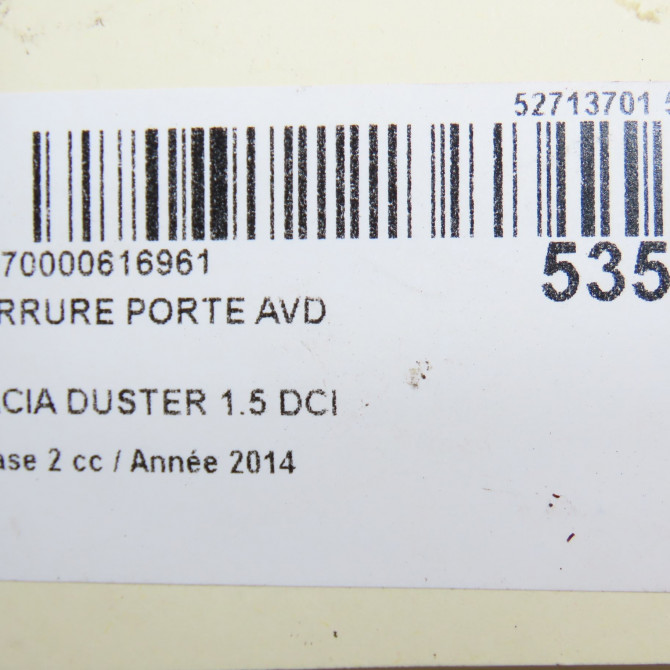 52713701 5
70000616961
535
RRURE PORTE AVD
CIA DUSTER 1.5 DCI
ase 2 cc / Année 2014